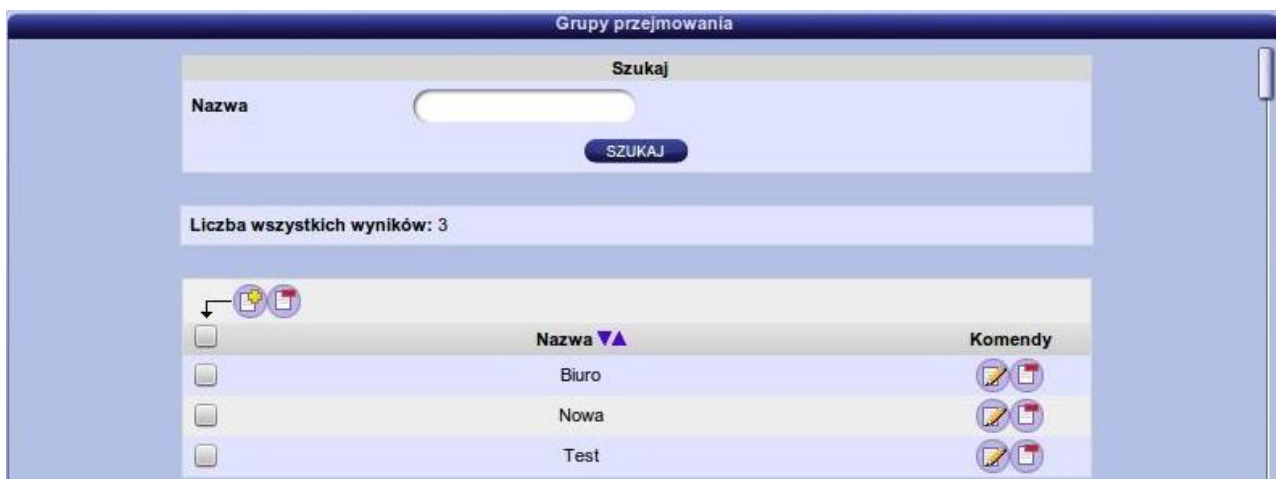 Grupy przejmowania
Szukaj
Nazwa
SZUKAJ
Liczba wszystkich wyników: 3
Nazwa Komendy
Biuro
Nowa
Test